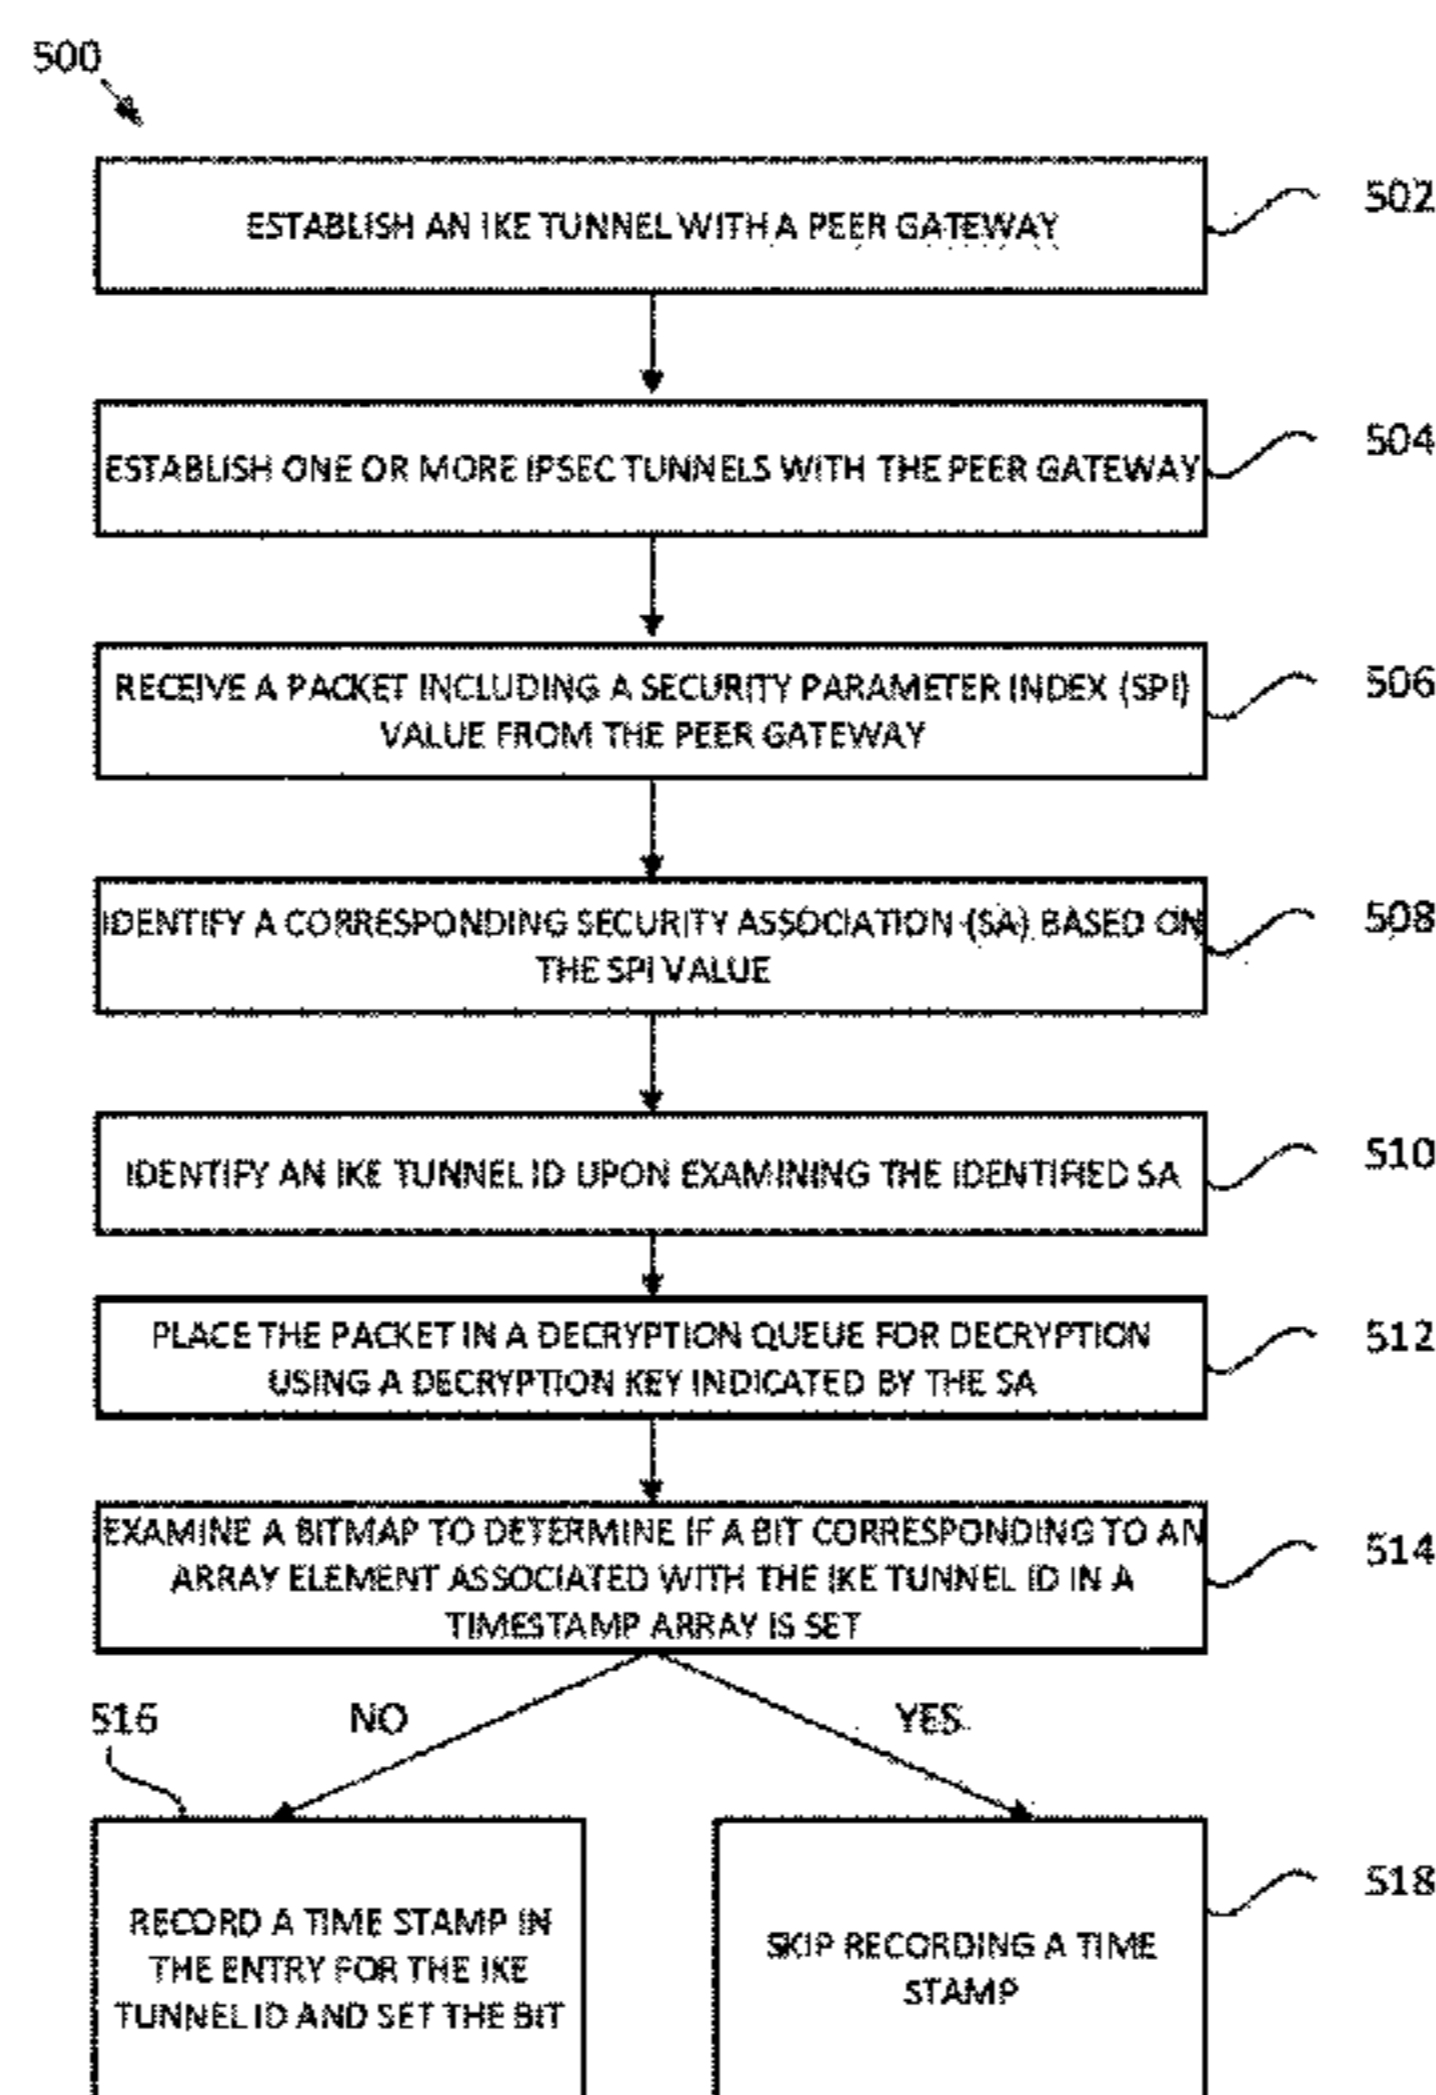 500
ESTABLISH AN IKE TUNNEL WITH A PEER GATEWAY
502
ESTABLISH ONE OR MORE IPSEC TUNNELS WITH THE PEER GATEWAY
504
RECEIVE A PACKET INCLUDING A SECURITY PARAMETER INDEX (SPI)
VALUE FROM THE PEER GATEWAY
506
IDENTIFY A CORRESPONDING SECURITY ASSOCIATION (SA) BASED ON
THE SPI VALUE
508
IDENTIFY AN IKE TUNNEL ID UPON EXAMINING THE IDENTIFIED SA
510
PLACE THE PACKET IN A DECRYPTION QUEUE FOR DECRYPTION
USING A DECRYPTION KEY INDICATED BY THE SA
512
EXAMINE A BITMAP TO DETERMINE IF A BIT CORRESPONDING TO AN
ARRAY ELEMENT ASSOCIATED WITH THE IKE TUNNEL ID IN A
TIMESTAMP ARRAY IS SET
514
516
NO
YES
RECORD A TIME STAMP IN
THE ENTRY FOR THE IKE
TUNNEL ID AND SET THE BIT
SKIP RECORDING A TIME
STAMP
518